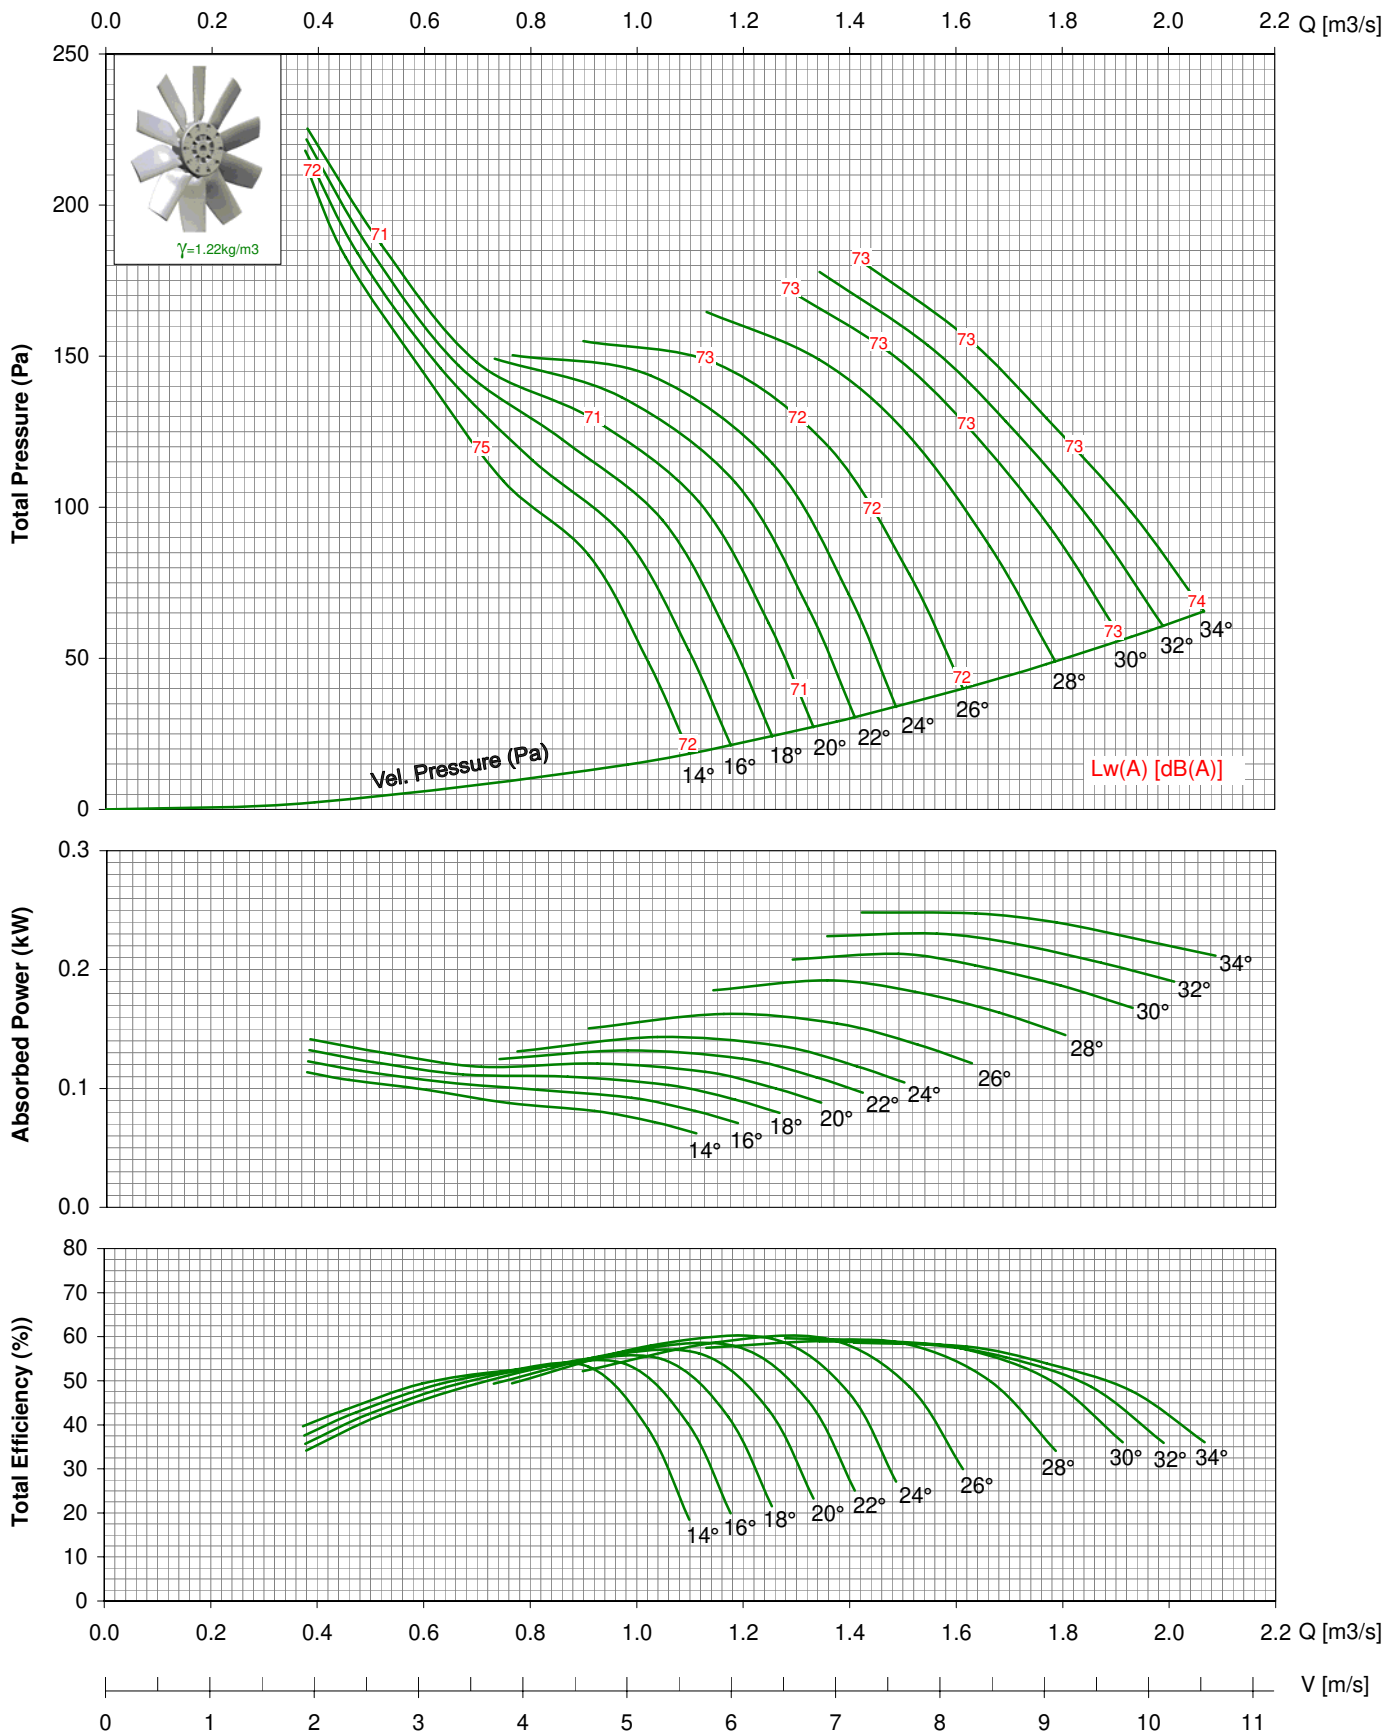 0.0 0.2 0.4 0.6 0.8 1.0 1.2 1.4 1.6 1.8 2.0 2.2 Q [m3/s]
250
200
150
100
50
0
Total Pressure (Pa)
γ=1.22kg/m3
72
71
75
71
73
73
73
73
73
73
72
73
73
72
71
72
72
73
74
Vel. Pressure (Pa)
14° 16° 18° 20° 22° 24° 26° 28° 30° 32° 34°
Lw(A) [dB(A)]
0.3
0.2
0.1
0.0
Absorbed Power (kW)
14° 16° 18° 20° 22° 24° 26° 28° 30° 32° 34°
80
70
60
50
40
30
20
10
0
Total Efficiency (%))
14° 16° 18° 20° 22° 24° 26° 28° 30° 32° 34°
0.0 0.2 0.4 0.6 0.8 1.0 1.2 1.4 1.6 1.8 2.0 2.2 Q [m3/s]
V [m/s]
0 1 2 3 4 5 6 7 8 9 10 11